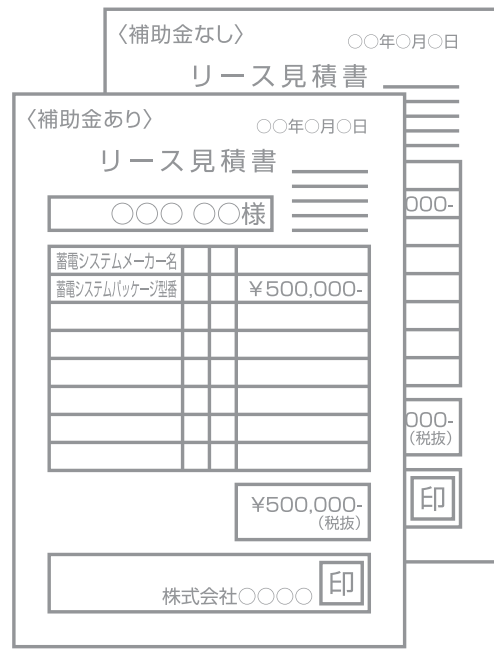 〈補助金なし〉
○○年○月○日
リース見積書
000-
000-
(税抜)
印
〈補助金あり〉
○○年○月○日
リース見積書
○○○ ○○様
蓄電システムメーカー名
蓄電システムパッケージ型番 ¥500,000-
¥500,000-
(税抜)
株式会社○○○○ 印